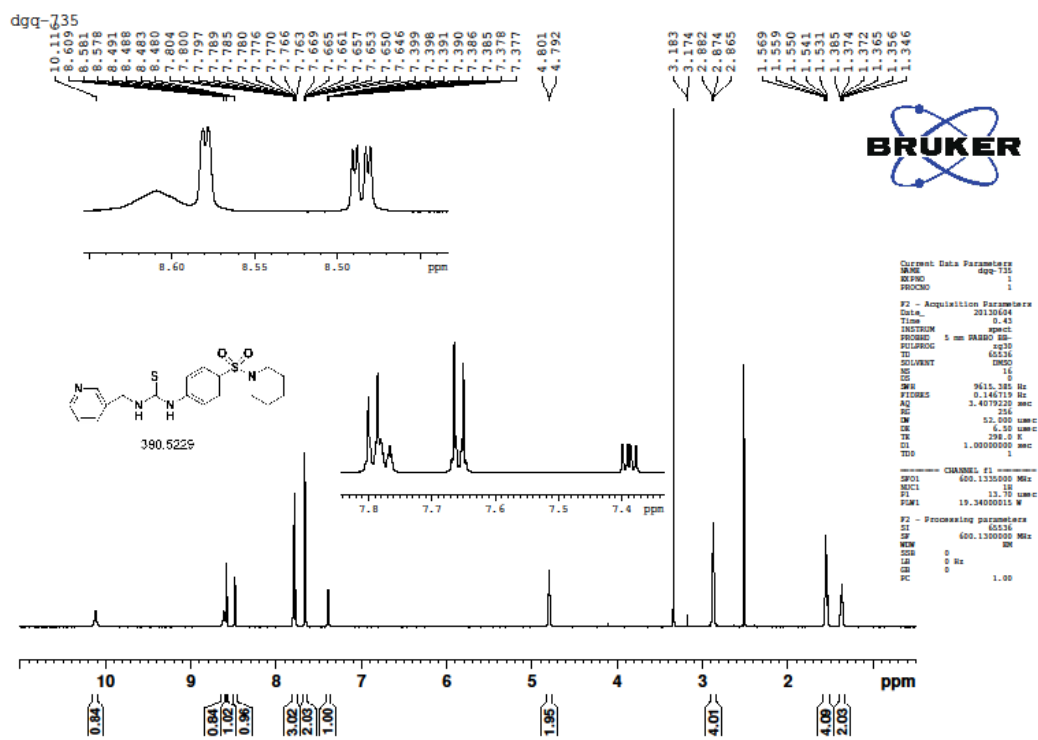 dgq-735
10.116
8.609
8.581
8.578
8.491
8.488
8.483
8.480
7.804
7.800
7.797
7.789
7.785
7.780
7.776
7.770
7.766
7.763
7.669
7.665
7.661
7.657
7.653
7.650
7.646
7.399
7.398
7.391
7.390
7.386
7.385
7.378
7.377
4.801
4.792
3.183
3.174
2.882
2.874
2.865
1.569
1.559
1.550
1.541
1.531
1.385
1.374
1.372
1.365
1.356
1.346
BRUKER
8.60 8.55 8.50 ppm
Current Data Parameters
NAME dgq-735
EXPNO 1
PROCNO 1
F2 - Acquisition Parameters
Date_ 20130604
Time 0.43
INSTRUM spect
PROBHD 5 mm PABBO BB-
PULPROG zg30
TD 65536
SOLVENT DMSO
NS 16
DS 0
SWH 9615.385 Hz
FIDRES 0.146719 Hz
AQ 3.4079220 sec
RG 256
DW 52.000 usec
DE 6.50 usec
TE 298.0 K
D1 1.00000000 sec
TD0 1
======== CHANNEL f1 ========
SFO1 600.1335000 MHz
NUC1 1H
P1 13.70 usec
PLW1 19.34000015 W
F2 - Processing parameters
SI 65536
SF 600.1300000 MHz
WDW EM
SSB 0
LB 0 Hz
GB 0
PC 1.00
O O
S
N
N
S
N
H
N
H
390.5229
7.8 7.7 7.6 7.5 7.4 ppm
10 9 8 7 6 5 4 3 2 ppm
0.84
0.84
1.02
0.96
3.02
2.03
1.00
1.95
4.01
4.09
2.03